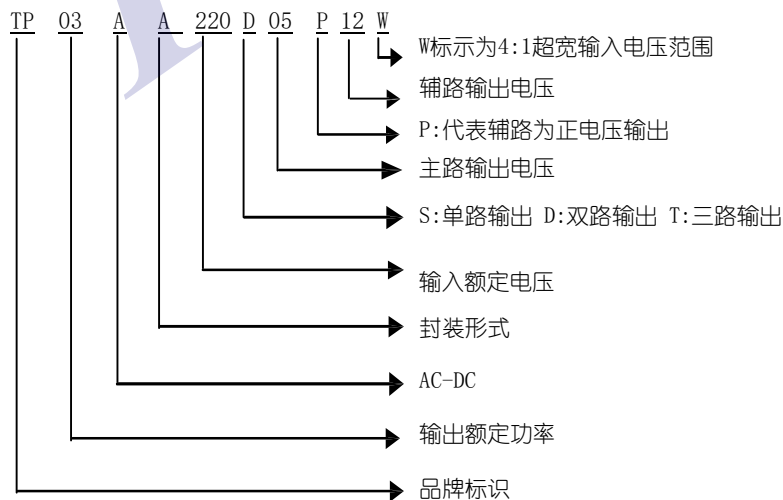 TP 03 A A 220 D 05 P 12 W
W标示为4:1超宽输入电压范围
辅路输出电压
P:代表辅路为正电压输出
主路输出电压
S:单路输出 D:双路输出 T:三路输出
输入额定电压
封装形式
AC-DC
输出额定功率
品牌标识